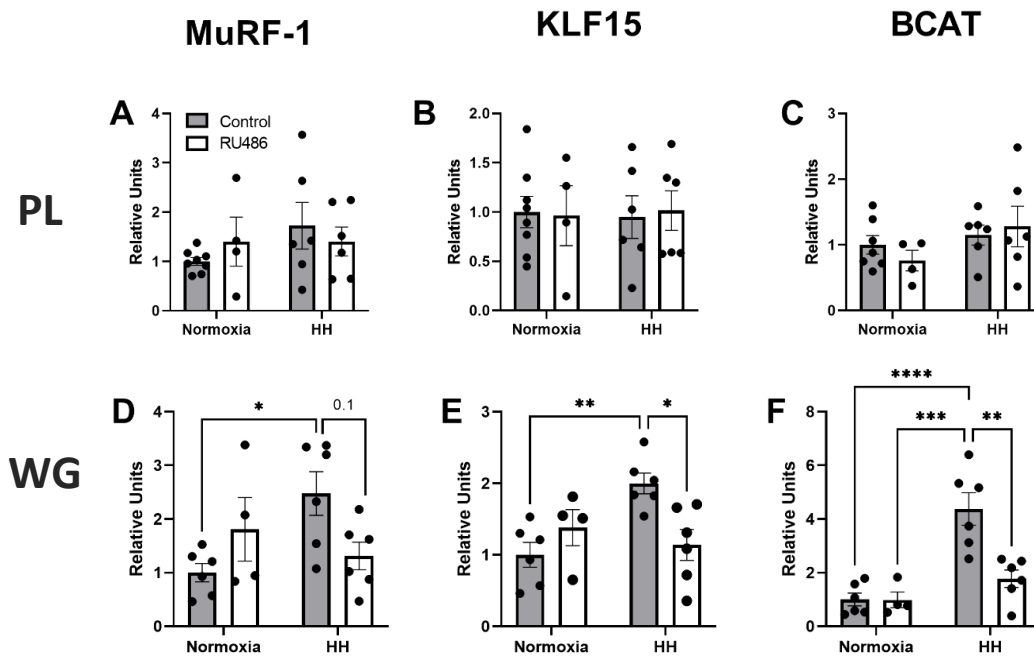 MuRF-1 KLF15 BCAT
PL
A
Control
RU486
Relative Units
4
3
2
1
0
Normoxia HH
B
Relative Units
2.0
1.5
1.0
0.5
0.0
Normoxia HH
C
Relative Units
3
2
1
0
Normoxia HH
WG
D
* 0.1
Relative Units
4
3
2
1
0
Normoxia HH
E
** *
Relative Units
3
2
1
0
Normoxia HH
F
****
*** **
Relative Units
8
6
4
2
0
Normoxia HH